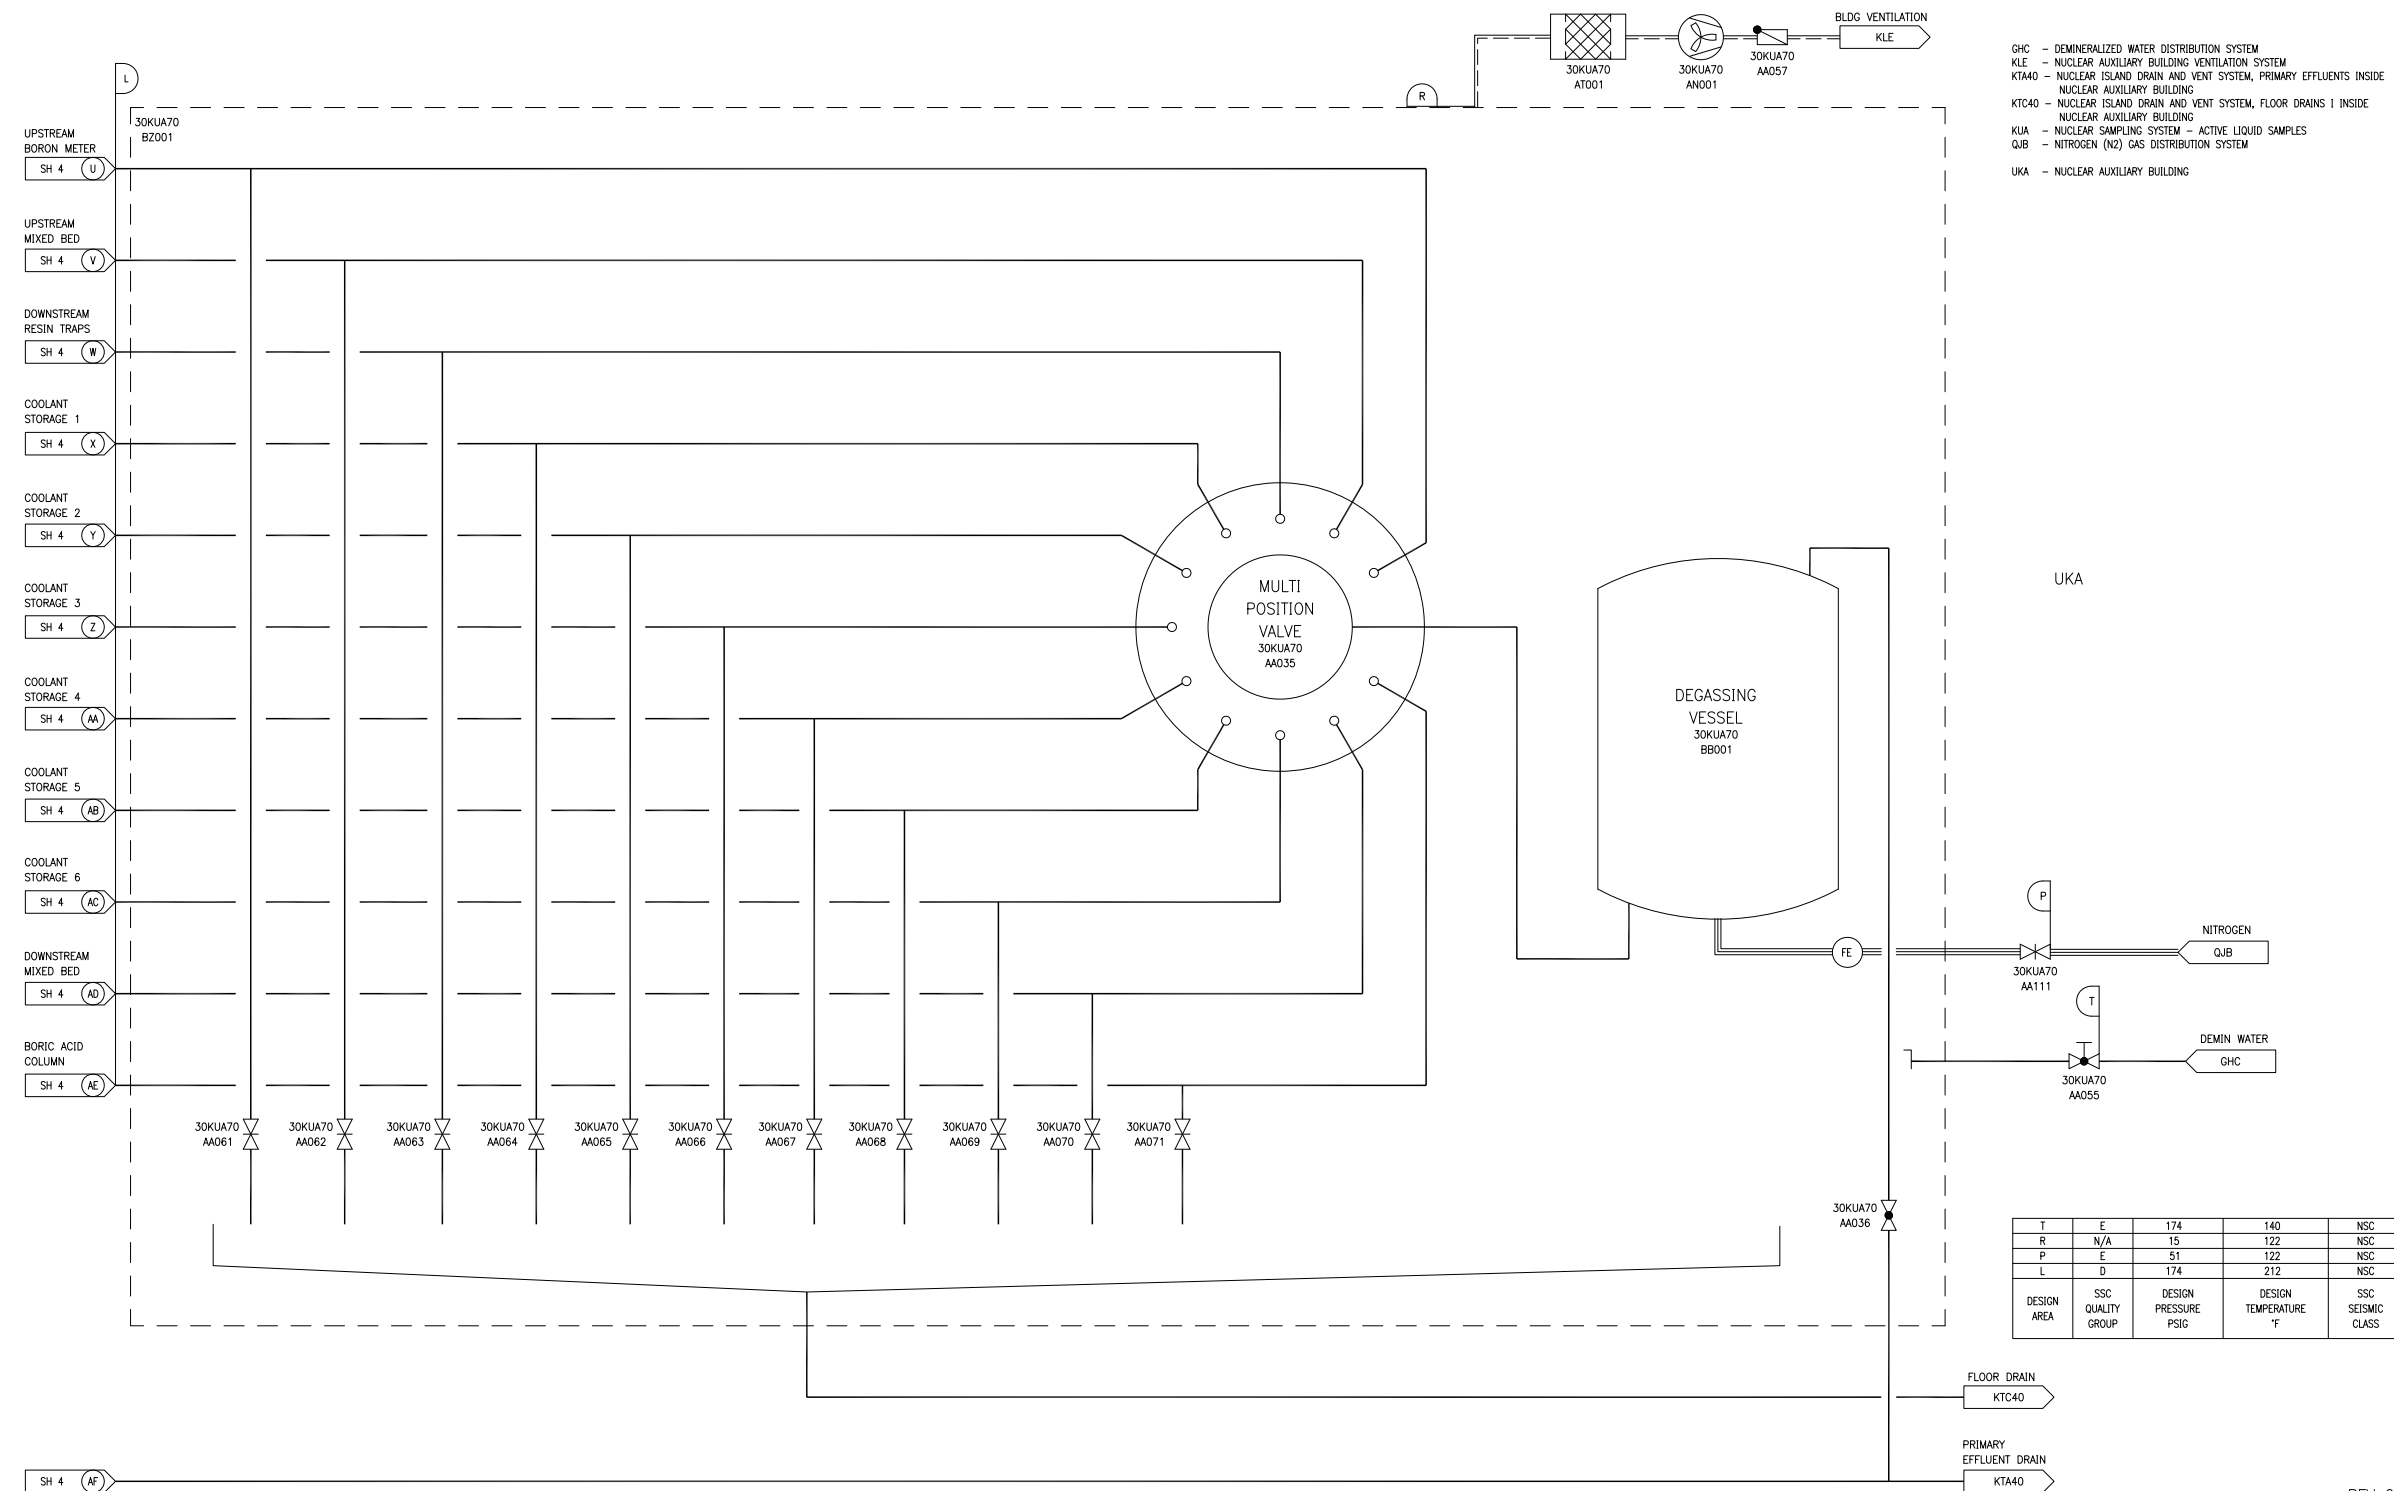 BLDG VENTILATION
KLE
30KUA70
AT001
30KUA70
AN001
30KUA70
AA057
R
L
GHC – DEMINERALIZED WATER DISTRIBUTION SYSTEM
KLE – NUCLEAR AUXILIARY BUILDING VENTILATION SYSTEM
KTA40 – NUCLEAR ISLAND DRAIN AND VENT SYSTEM, PRIMARY EFFLUENTS INSIDE
NUCLEAR AUXILIARY BUILDING
KTC40 – NUCLEAR ISLAND DRAIN AND VENT SYSTEM, FLOOR DRAINS I INSIDE
NUCLEAR AUXILIARY BUILDING
KUA – NUCLEAR SAMPLING SYSTEM – ACTIVE LIQUID SAMPLES
QJB – NITROGEN (N2) GAS DISTRIBUTION SYSTEM
UKA – NUCLEAR AUXILIARY BUILDING
30KUA70
BZ001
UPSTREAM
BORON METER
SH 4 U
UPSTREAM
MIXED BED
SH 4 V
DOWNSTREAM
RESIN TRAPS
SH 4 W
COOLANT
STORAGE 1
SH 4 X
COOLANT
STORAGE 2
SH 4 Y
COOLANT
STORAGE 3
SH 4 Z
COOLANT
STORAGE 4
SH 4 AA
COOLANT
STORAGE 5
SH 4 AB
COOLANT
STORAGE 6
SH 4 AC
DOWNSTREAM
MIXED BED
SH 4 AD
BORIC ACID
COLUMN
SH 4 AE
MULTI
POSITION
VALVE
30KUA70
AA035
DEGASSING
VESSEL
30KUA70
BB001
UKA
P
FE
30KUA70
AA111
NITROGEN
QJB
T
30KUA70
AA055
DEMIN WATER
GHC
30KUA70
AA061
30KUA70
AA062
30KUA70
AA063
30KUA70
AA064
30KUA70
AA065
30KUA70
AA066
30KUA70
AA067
30KUA70
AA068
30KUA70
AA069
30KUA70
AA070
30KUA70
AA071
30KUA70
AA036
T E 174 140 NSC
R N/A 15 122 NSC
P E 51 122 NSC
L D 174 212 NSC
DESIGN
AREA
SSC
QUALITY
GROUP
DESIGN
PRESSURE
PSIG
DESIGN
TEMPERATURE
°F
SSC
SEISMIC
CLASS
FLOOR DRAIN
KTC40
PRIMARY
EFFLUENT DRAIN
KTA40
SH 4 AF